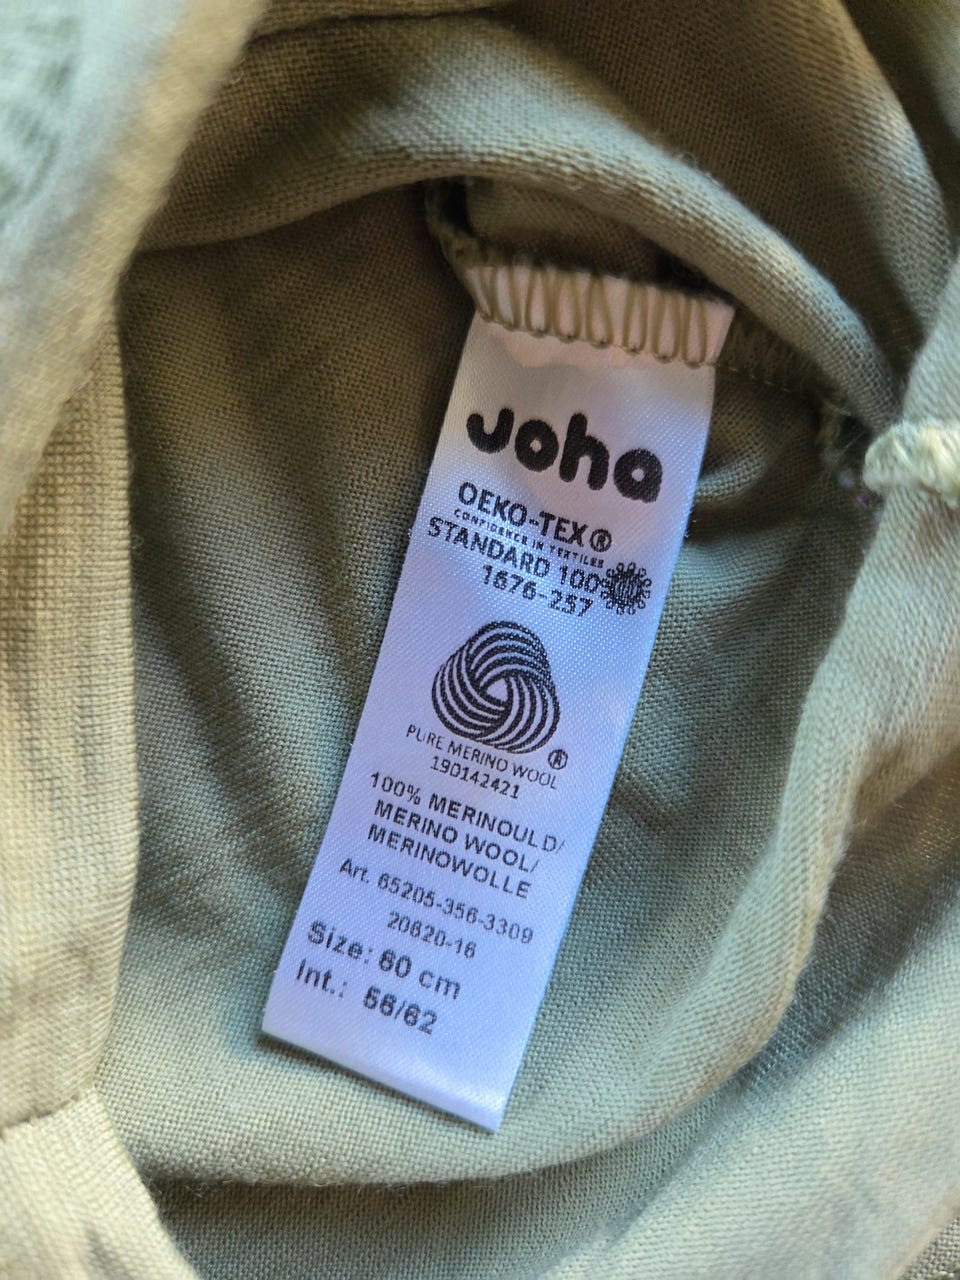 Joha
OEKO-TEX®
CONFIDENCE IN TEXTILES
STANDARD 100
1676-257
PURE MERINO WOOL
®
190142421
100% MERINOULD/
MERINO WOOL/
MERINOWOLLE
Art. 65205-356-3309
20620-16
Size: 60 cm
Int.: 56/62